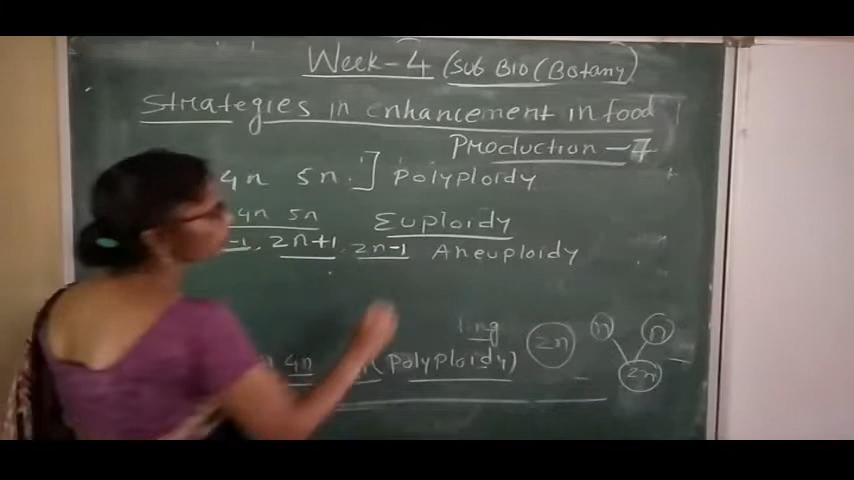 Week-4 (Sub Bio (Botany)
Strategies in enhancement in food
Production -7
4n 5n.] Polyploidy
4n 5n Euploidy
-1, 2n+1, 2n-1 Aneuploidy
n n
2n
4n (Polyploidy)
2n